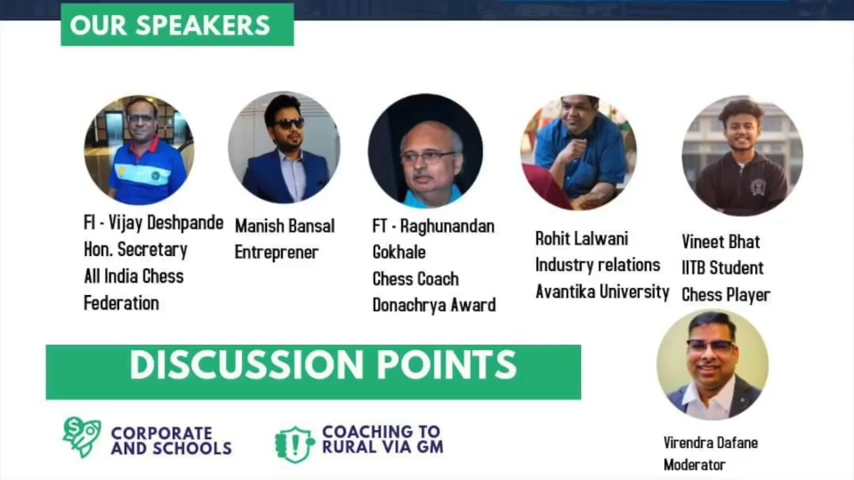 OUR SPEAKERS
FI - Vijay Deshpande
Hon. Secretary
All India Chess
Federation
Manish Bansal
Entreprener
FT - Raghunandan
Gokhale
Chess Coach
Donachrya Award
Rohit Lalwani
Industry relations
Avantika University
Vineet Bhat
IITB Student
Chess Player
Virendra Dafane
Moderator
DISCUSSION POINTS
CORPORATE
AND SCHOOLS
COACHING TO
RURAL VIA GM